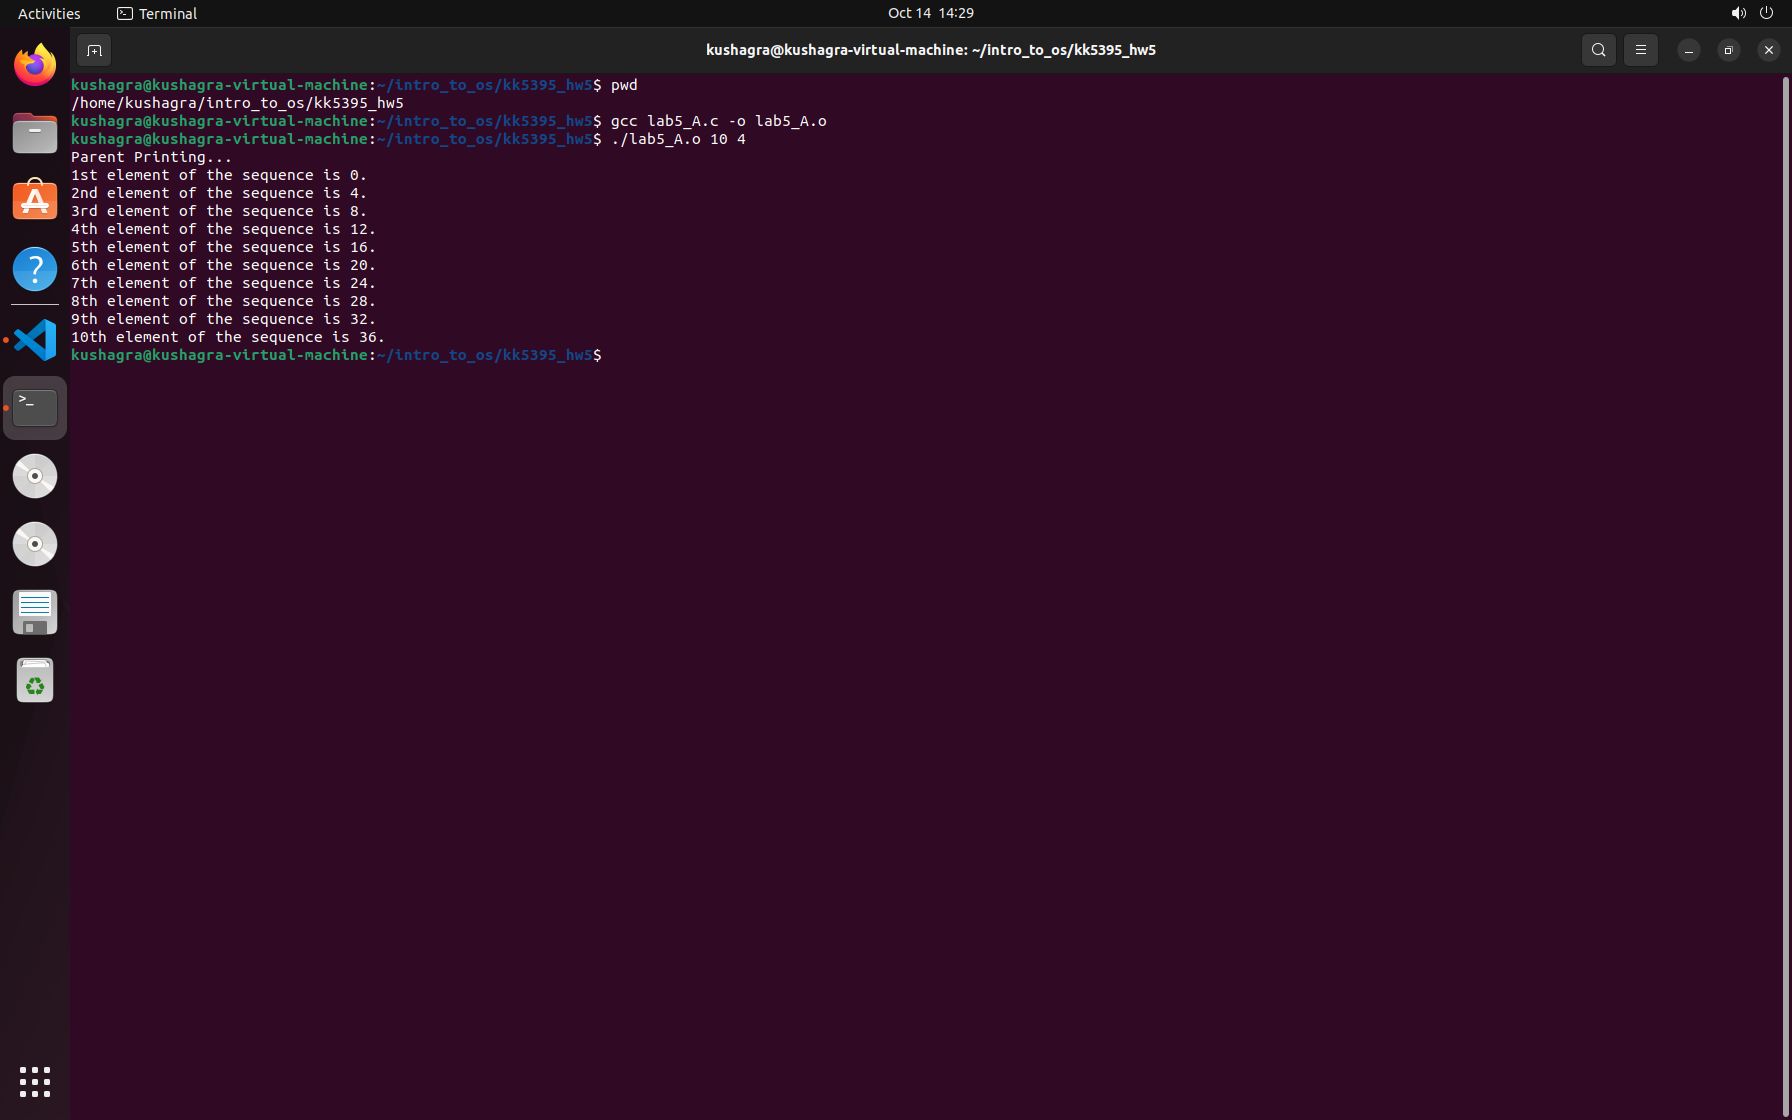 Activities Terminal Oct 14 14:29
kushagra@kushagra-virtual-machine: ~/intro_to_os/kk5395_hw5
kushagra@kushagra-virtual-machine:~/intro_to_os/kk5395_hw5$ pwd
/home/kushagra/intro_to_os/kk5395_hw5
kushagra@kushagra-virtual-machine:~/intro_to_os/kk5395_hw5$ gcc lab5_A.c -o lab5_A.o
kushagra@kushagra-virtual-machine:~/intro_to_os/kk5395_hw5$ ./lab5_A.o 10 4
Parent Printing...
1st element of the sequence is 0.
2nd element of the sequence is 4.
3rd element of the sequence is 8.
4th element of the sequence is 12.
5th element of the sequence is 16.
6th element of the sequence is 20.
7th element of the sequence is 24.
8th element of the sequence is 28.
9th element of the sequence is 32.
10th element of the sequence is 36.
kushagra@kushagra-virtual-machine:~/intro_to_os/kk5395_hw5$